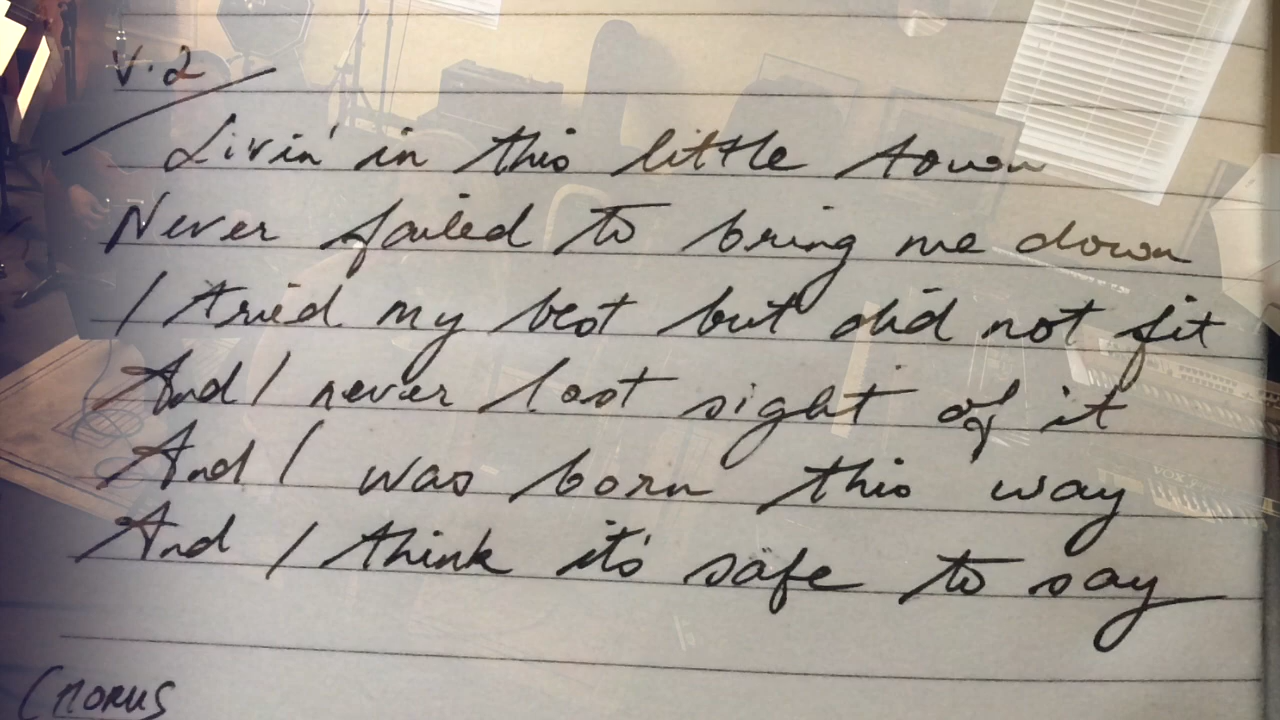 V.2
Livin' in this little town
Never failed to bring me down
I tried my best but did not fit
And I never lost sight of it
And I was born this way
And I think it's safe to say
CHORUS
VOX